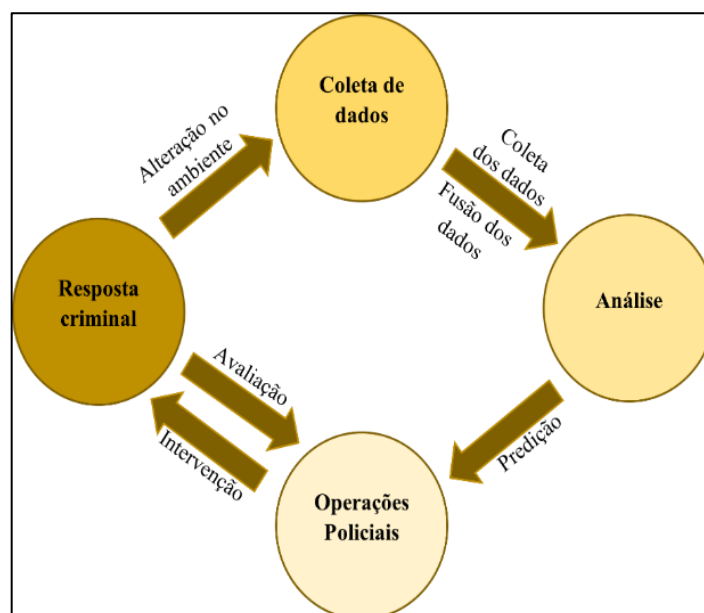 Coleta de
dados
Alteração no
ambiente
Coleta
dos dados
Fusão dos
dados
Resposta
criminal
Análise
Avaliação
Intervenção
Predição
Operações
Policiais